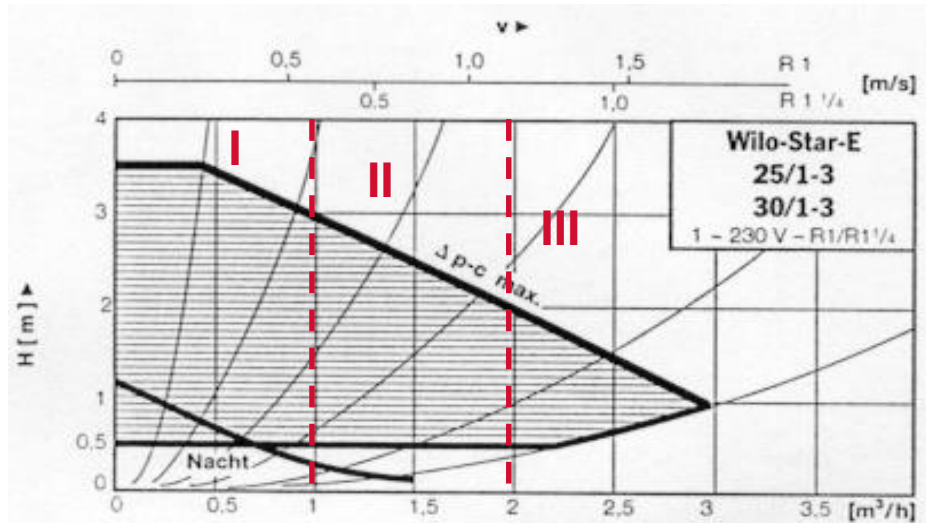 v ►
0 0,5 1,0 1,5 R 1
[m/s]
0,5 1,0 R 1 1/4
4
I II III
Wilo-Star-E
25/1-3
30/1-3
1 ~ 230 V – R1/R1 1/4
3
Δ p-c max.
2
H [m] ►
1
0.5
Nacht
0
0 0.5 1 1,5 2 2,5 3 3,5 [m³/h]